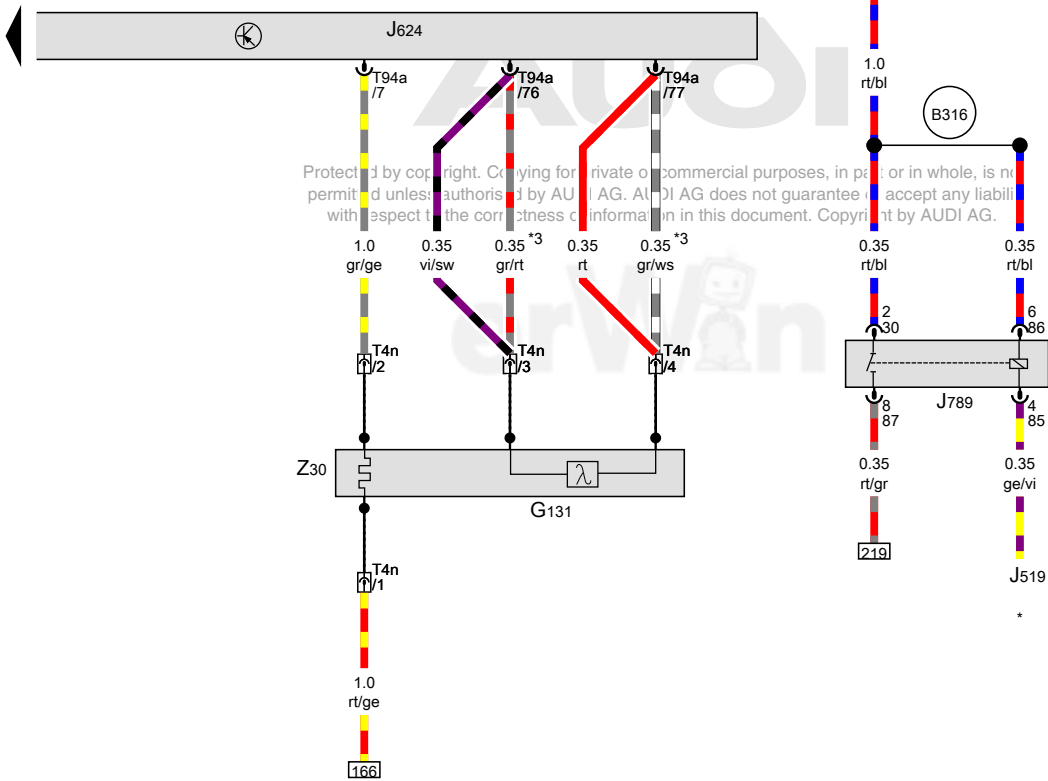 J624
T94a
/7
T94a
/76
T94a
/77
1.0
rt/bl
B316
AUDI
Protected by copyright. Copying for private or commercial purposes, in part or in whole, is no
permitted unless authorised by AUDI AG. AUDI AG does not guarantee or accept any liabili
with respect to the correctness of information in this document. Copyright by AUDI AG.
1.0
gr/ge
0.35
vi/sw
0.35 *3
gr/rt
0.35
rt
0.35 *3
gr/ws
0.35
rt/bl
0.35
rt/bl
erWin
2
30
6
86
T4n
/2
T4n
/3
T4n
/4
J789
8
87
4
85
Z30
λ
G131
0.35
rt/gr
0.35
ge/vi
219
J519
*
T4n
/1
1.0
rt/ge
166